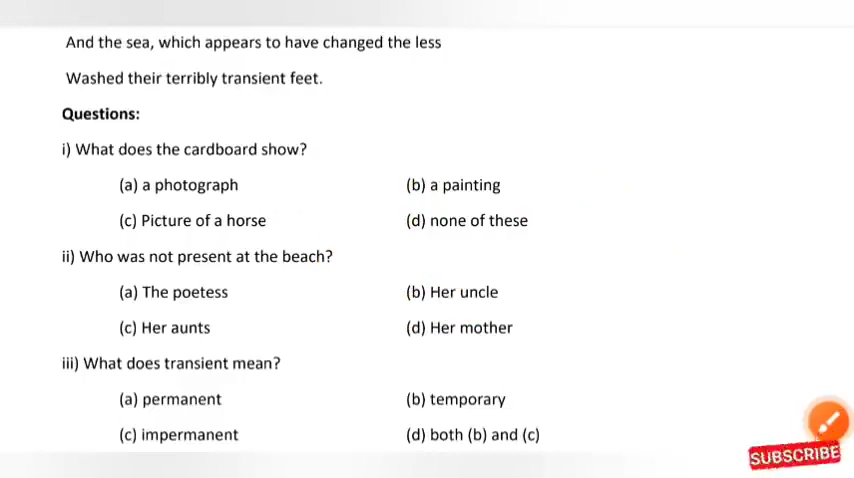 And the sea, which appears to have changed the less
Washed their terribly transient feet.
Questions:
i) What does the cardboard show?
(a) a photograph (b) a painting
(c) Picture of a horse (d) none of these
ii) Who was not present at the beach?
(a) The poetess (b) Her uncle
(c) Her aunts (d) Her mother
iii) What does transient mean?
(a) permanent (b) temporary
(c) impermanent (d) both (b) and (c)
SUBSCRIBE